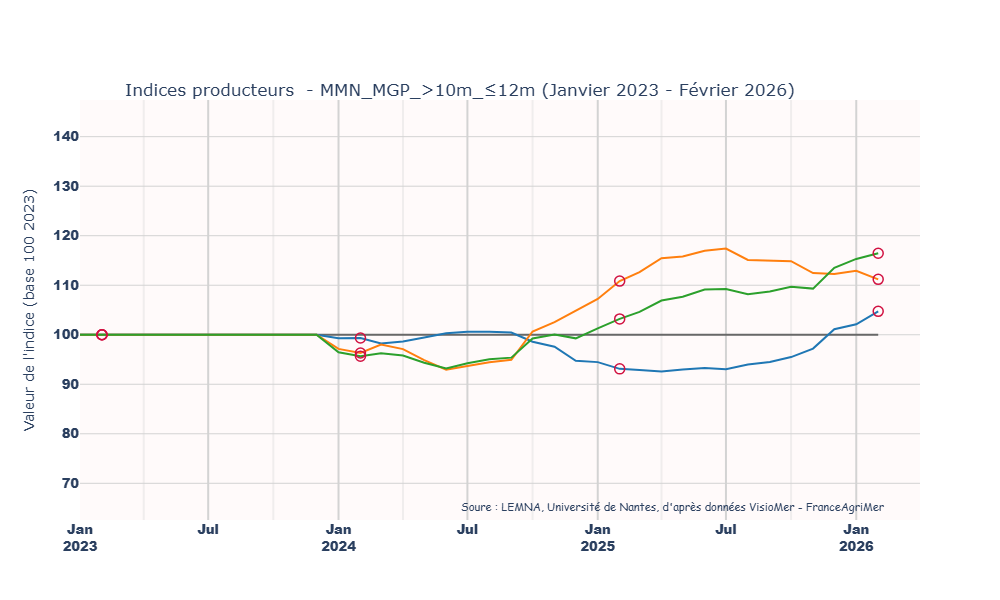 Indices producteurs  - MMN_MGP_>10m_≤12m (Janvier 2023 - Février 2026)
Valeur de l'indice (base 100 2023)
140
130
120
110
100
90
80
70
Soure : LEMNA, Université de Nantes, d'après données VisioMer - FranceAgriMer
Jan Jul Jan Jul Jan Jul Jan
2023 2024 2025 2026